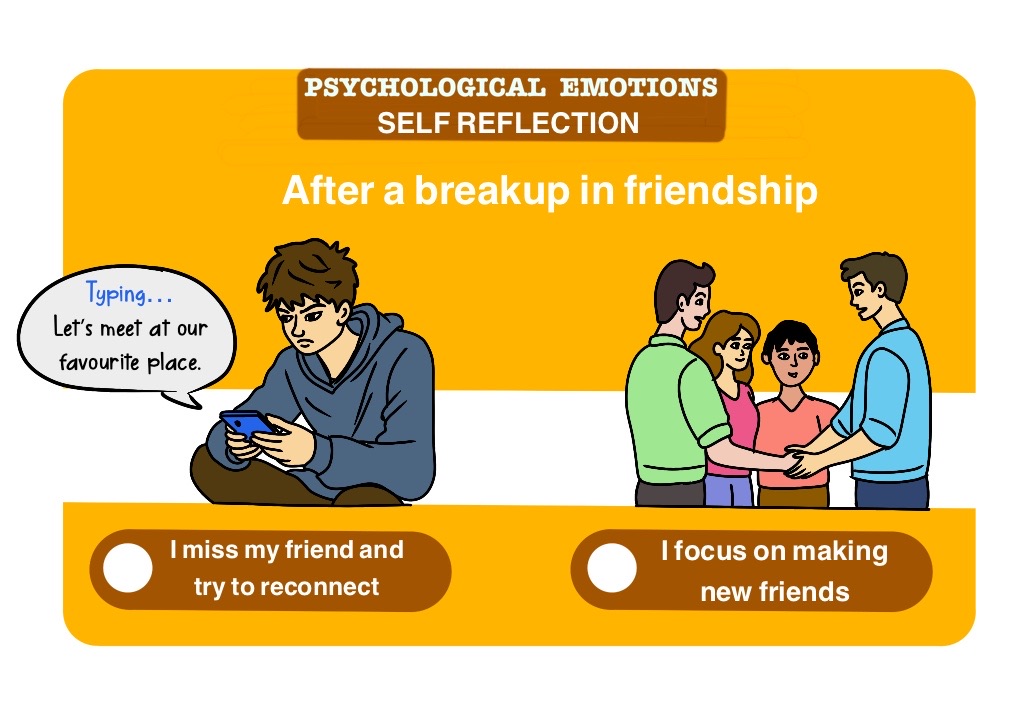 PSYCHOLOGICAL EMOTIONS
SELF REFLECTION
After a breakup in friendship
Typing...
Let's meet at our
favourite place.
I miss my friend and
try to reconnect
I focus on making
new friends